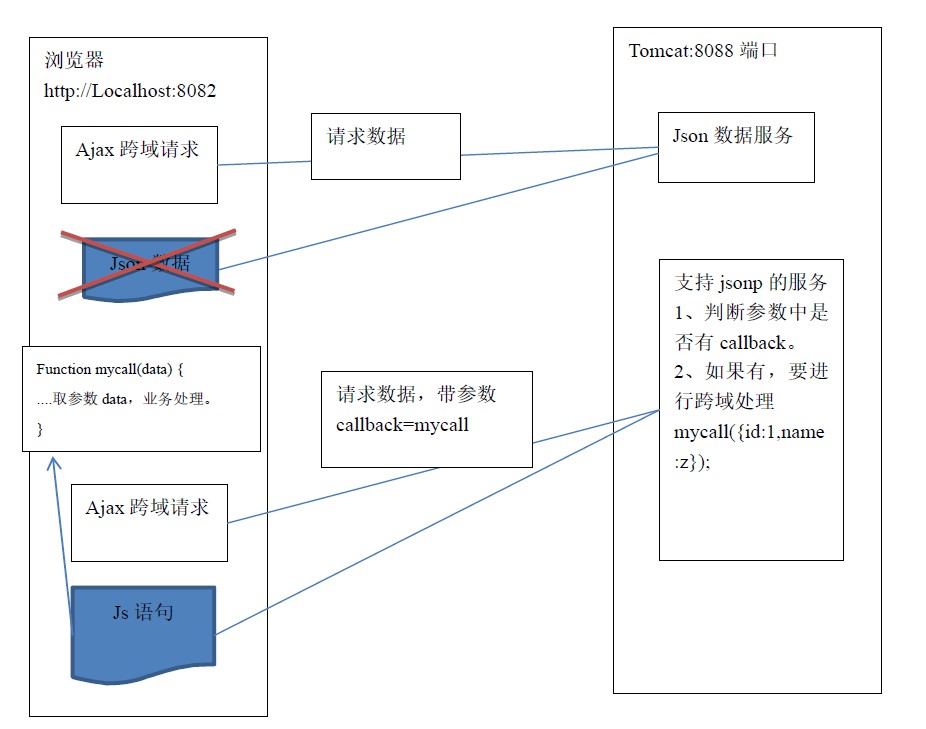 浏览器
http://Localhost:8082
Ajax 跨域请求
请求数据
Tomcat:8088 端口
Json 数据服务
Json 数据
Function mycall(data) {
....取参数 data，业务处理。
}
请求数据，带参数
callback=mycall
支持 jsonp 的服务
1、判断参数中是
否有 callback。
2、如果有，要进
行跨域处理
mycall({id:1,name
:z});
Ajax 跨域请求
Js 语句